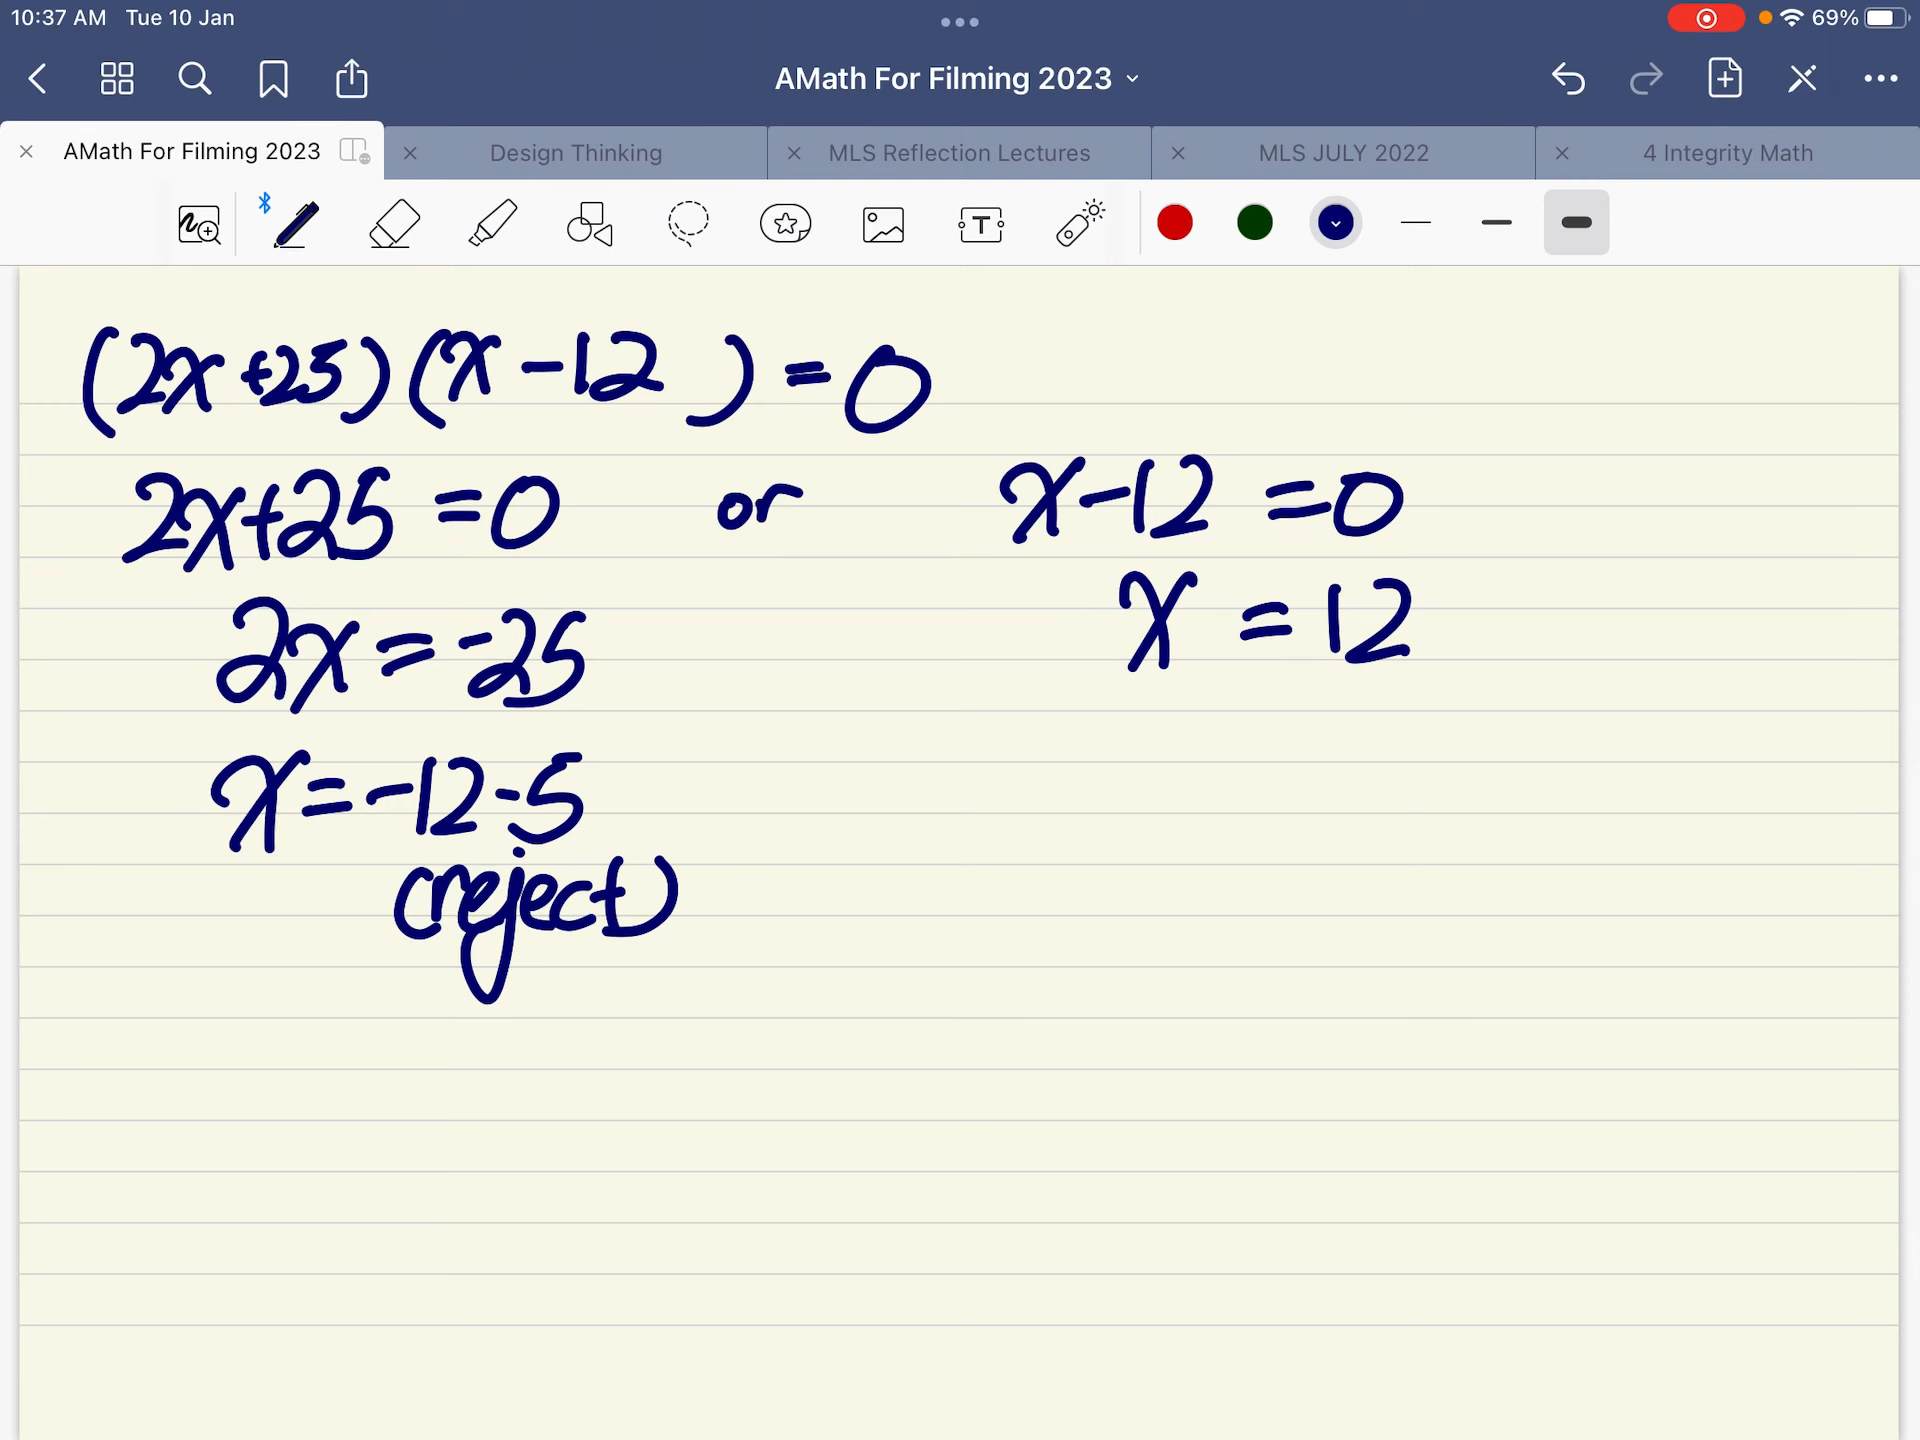 10:37 AM Tue 10 Jan
69%
AMath For Filming 2023
AMath For Filming 2023
Design Thinking
MLS Reflection Lectures
MLS JULY 2022
4 Integrity Math
T
(2x+25)(x-12)=0
2x+25=0 or x-12=0
2x=-25
x=12
x=-12-5
(reject)